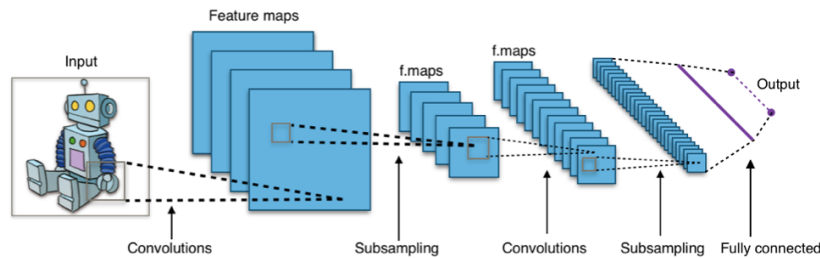 Feature maps
f.maps
f.maps
Input
Output
Convolutions
Subsampling
Convolutions
Subsampling
Fully connected